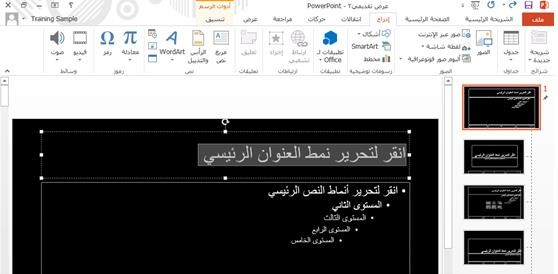 عرض تقديمي٢ - PowerPoint
أدوات الرسم
ملف
الشريحة الرئيسية
الصفحة الرئيسية
إدراج
انتقالات
حركات
مراجعة
عرض
تنسيق
Training Sample
شريحة جديدة
جدول
الصور
صور عبر الإنترنت
لقطة شاشة
ألبوم صور فوتوغرافية
أشكال
SmartArt
مخطط
تطبيقات لـ Office
ارتباط تشعبي
إجراء
تعليق
مربع نص
الرأس والتذييل
WordArt
رمز
فيديو
صوت
شرائح
جداول
الصور
رسومات توضيحية
تطبيقات
ارتباطات
تعليقات
نص
رموز
وسائط
1
انقر لتحرير نمط العنوان الرئيسي
انقر لتحرير أنماط النص الرئيسي
المستوى الثاني
المستوى الثالث
المستوى الرابع
المستوى الخامس